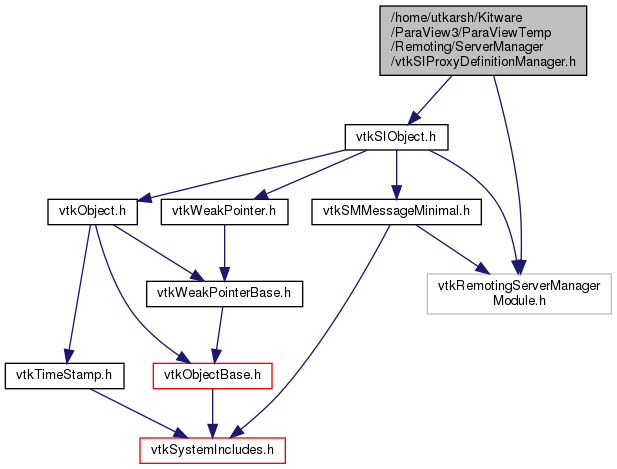 /home/utkarsh/Kitware
/ParaView3/ParaViewTemp
/Remoting/ServerManager
/vtkSIProxyDefinitionManager.h
vtkSIObject.h
vtkObject.h
vtkWeakPointer.h
vtkSMMessageMinimal.h
vtkRemotingServerManager
Module.h
vtkWeakPointerBase.h
vtkTimeStamp.h
vtkObjectBase.h
vtkSystemIncludes.h